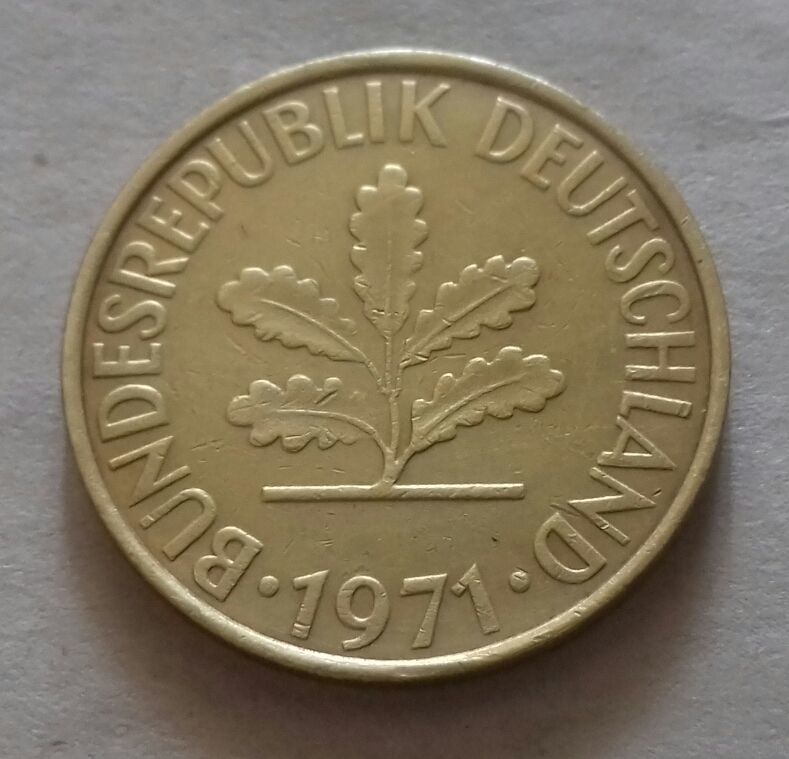 BUNDESREPUBLIK DEUTSCHLAND
· 1971 ·